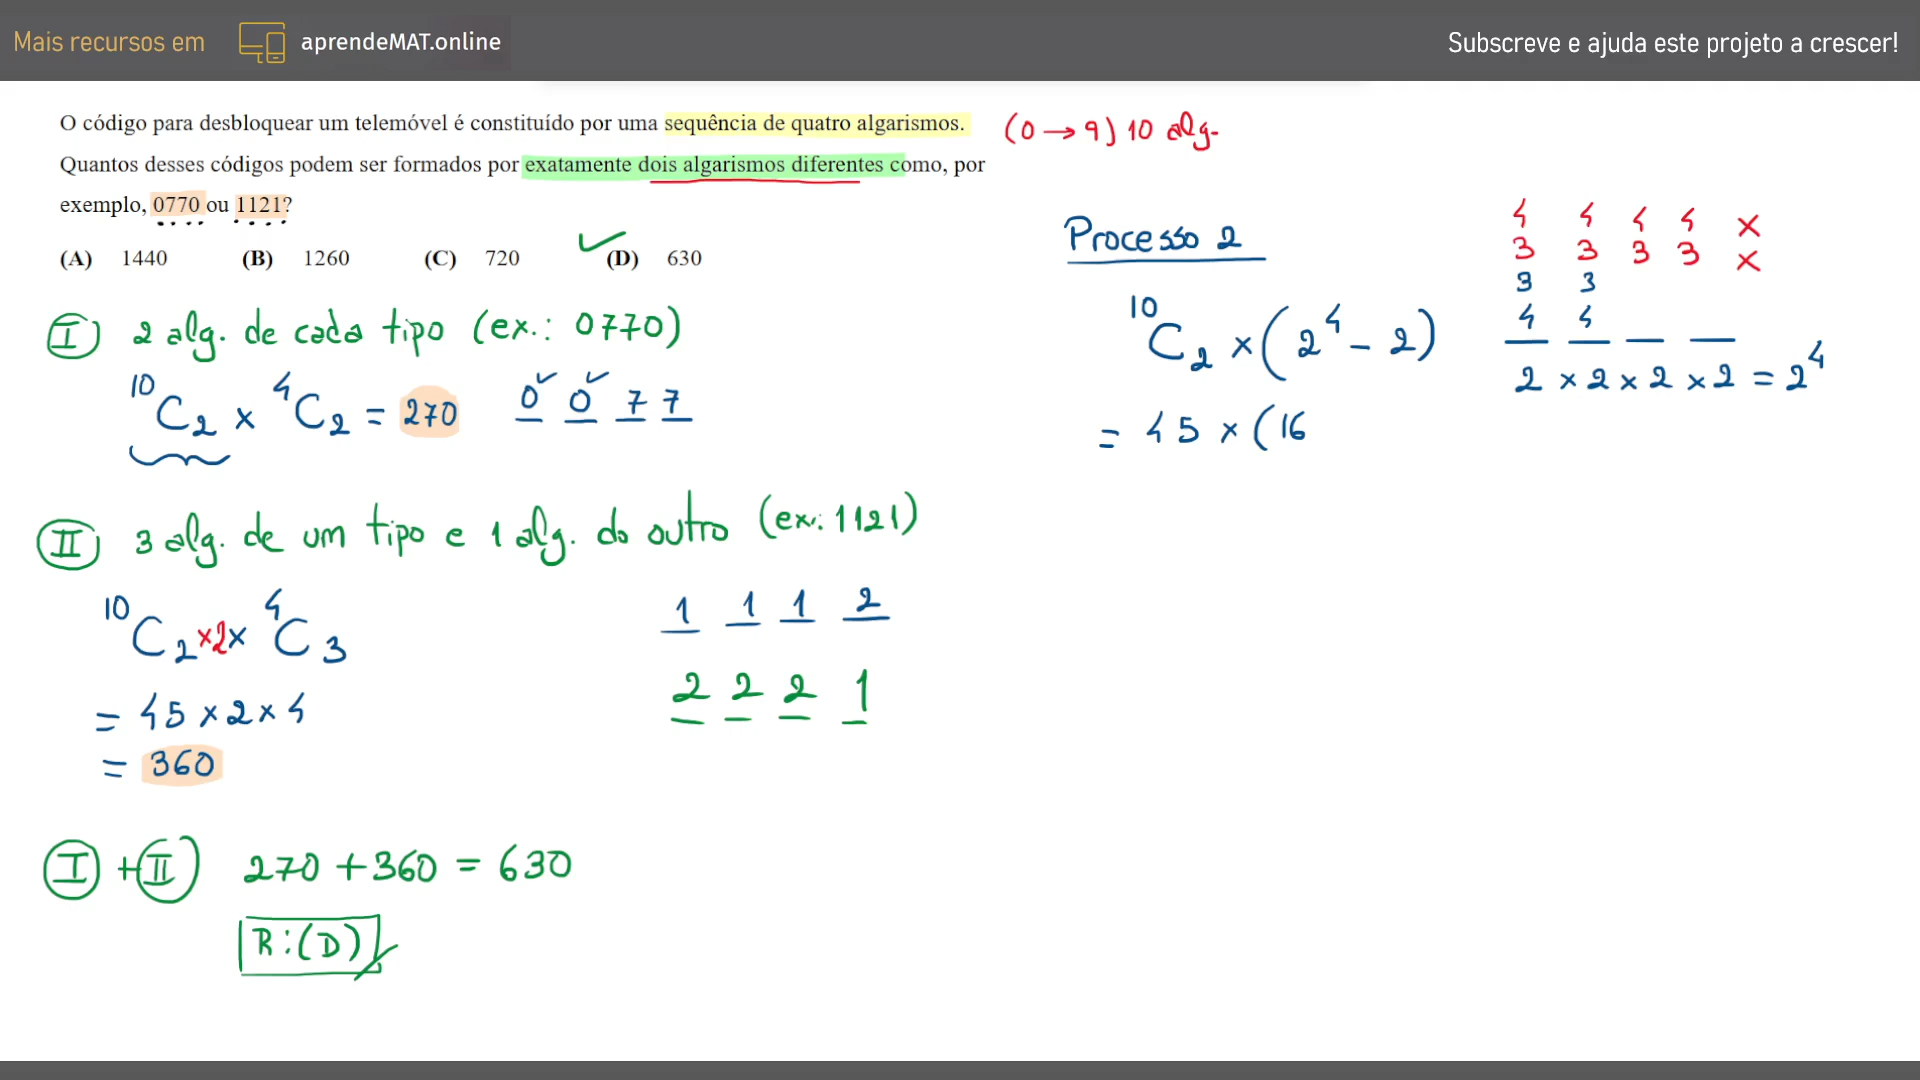 Mais recursos em aprendeMAT.online
Subscreve e ajuda este projeto a crescer!
O código para desbloquear um telemóvel é constituído por uma sequência de quatro algarismos.
(0 → 9) 10 alg.
Quantos desses códigos podem ser formados por exatamente dois algarismos diferentes como, por
exemplo, 0770 ou 1121?
(A) 1440 (B) 1260 (C) 720 (D) 630
I) 2 alg. de cada tipo (ex.: 0770)
¹⁰C₂ × ⁴C₂ = 270
0 0 7 7
II) 3 alg. de um tipo e 1 alg. do outro (ex.: 1121)
¹⁰C₂ ×2× ⁴C₃
= 45 × 2 × 4
= 360
1 1 1 2
2 2 2 1
I + II) 270 + 360 = 630
R:(D)
Processo 2
¹⁰C₂ × (2⁴ - 2)
= 45 × (16
4 4 4 4 ×
3 3 3 3 ×
3 3
4 4
2 × 2 × 2 × 2 = 2⁴